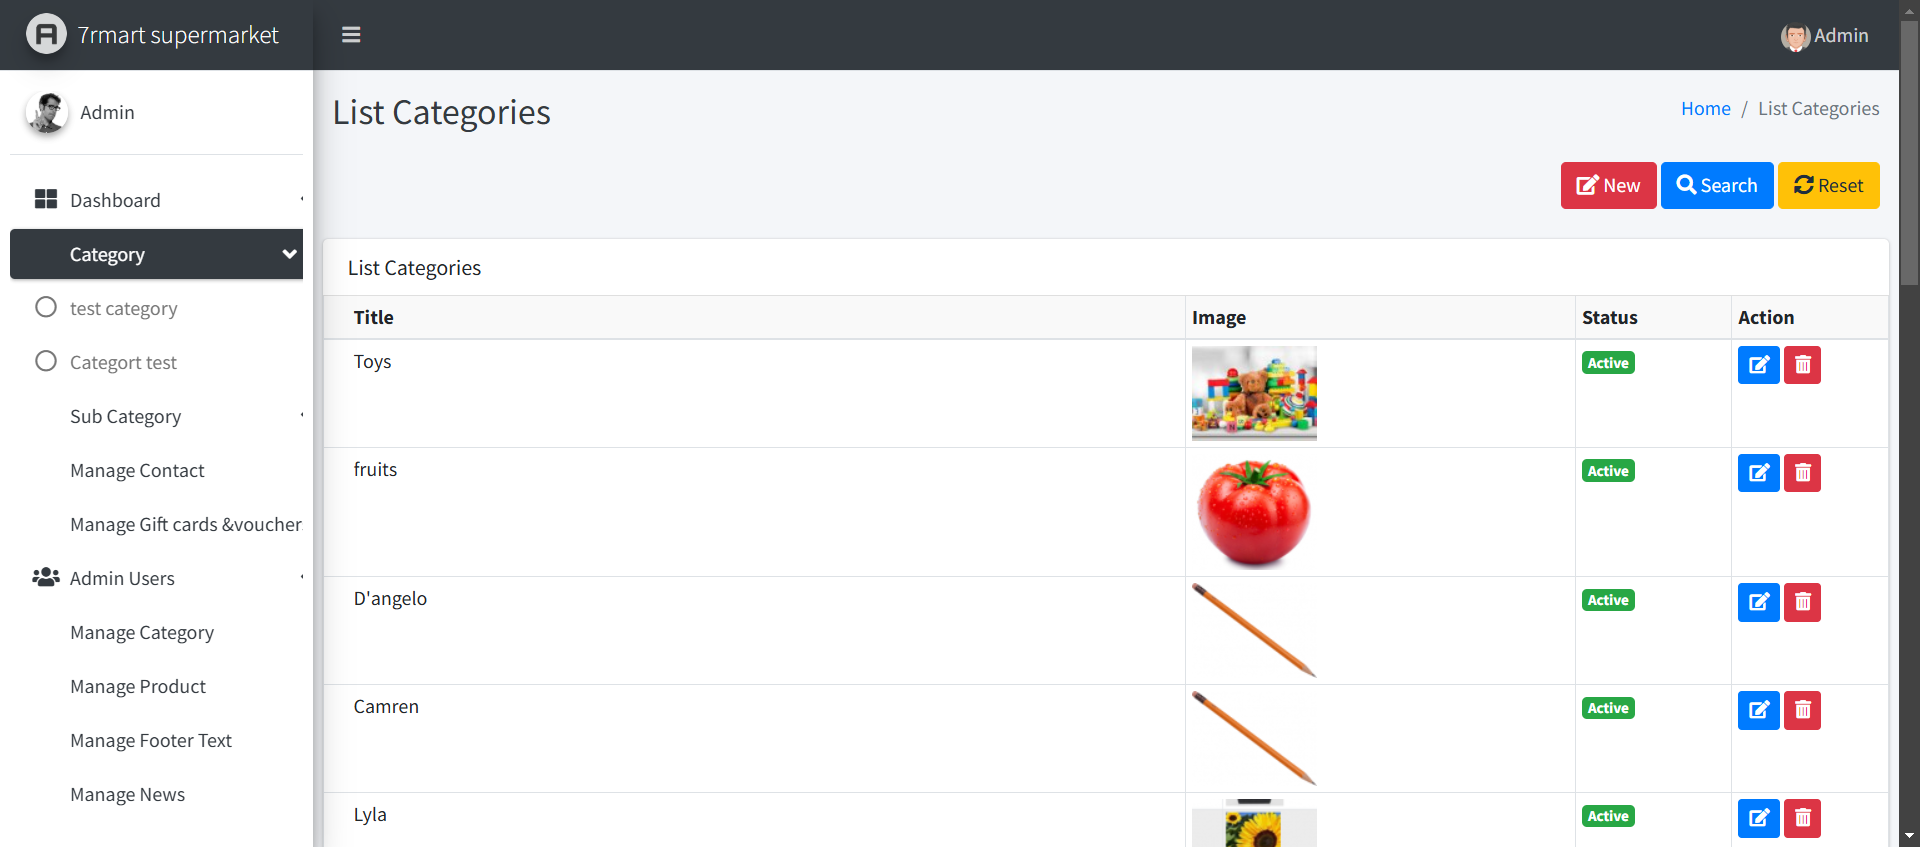 7rmart supermarket
Admin
Admin
List Categories
Home / List Categories
New Search Reset
Dashboard
Category
test category
Categort test
Sub Category
Manage Contact
Manage Gift cards &voucher
Admin Users
Manage Category
Manage Product
Manage Footer Text
Manage News
List Categories
Title Image Status Action
Toys Active
fruits Active
D'angelo Active
Camren Active
Lyla Active